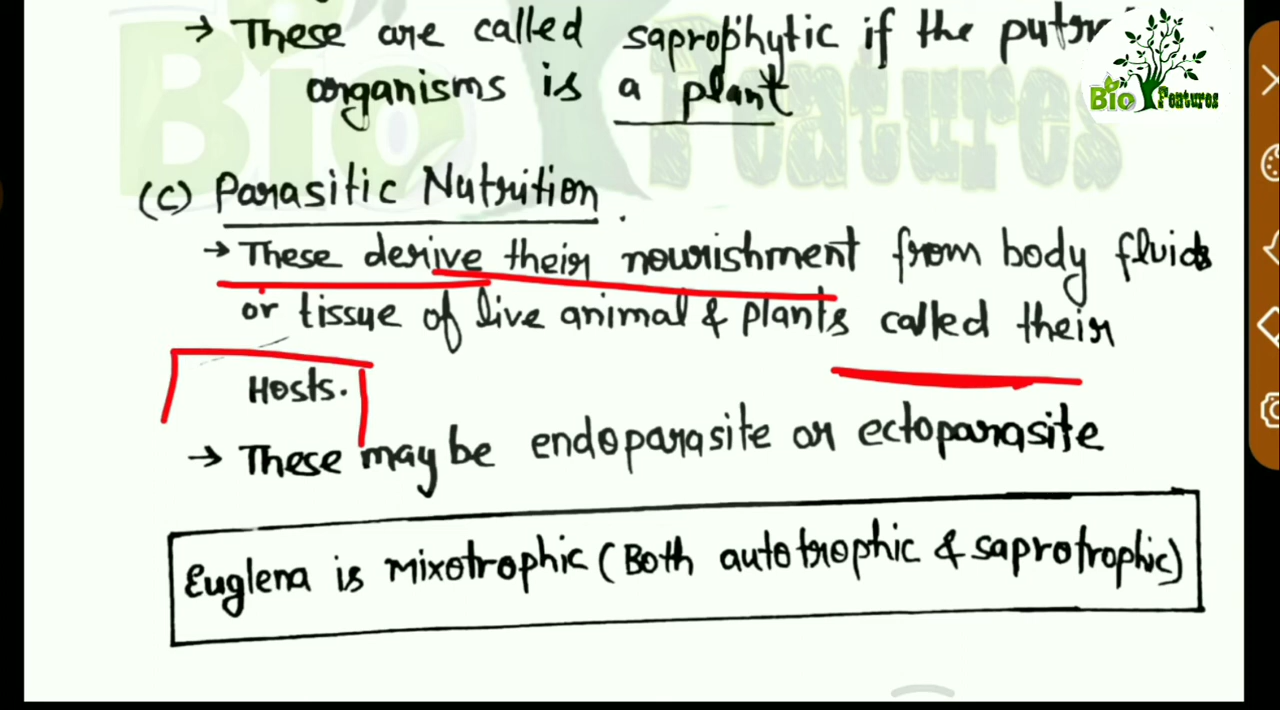 → These are called saprophytic if the
organisms is a plant
Bio Features
(C) Parasitic Nutrition
→ These derive their nourishment from body fluids
or tissue of live animal & plants called their
Hosts.
→ These may be endoparasite or ectoparasite
Euglena is mixotrophic (Both autotrophic & saprotrophic)